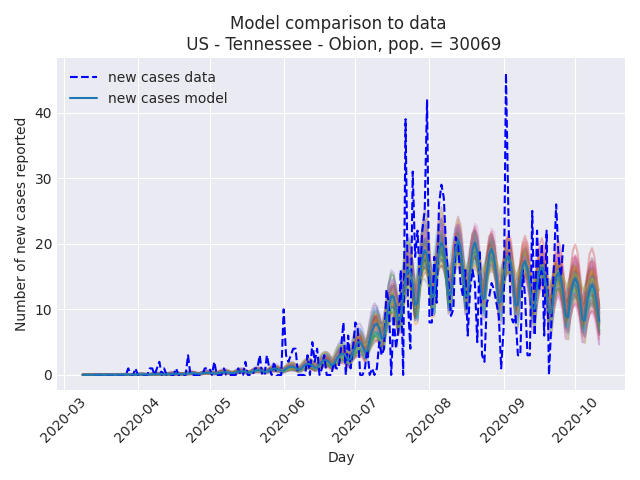 Model comparison to data
US - Tennessee - Obion, pop. = 30069
new cases data
new cases model
Number of new cases reported
40
30
20
10
0
2020-03
2020-04
2020-05
2020-06
2020-07
2020-08
2020-09
2020-10
Day